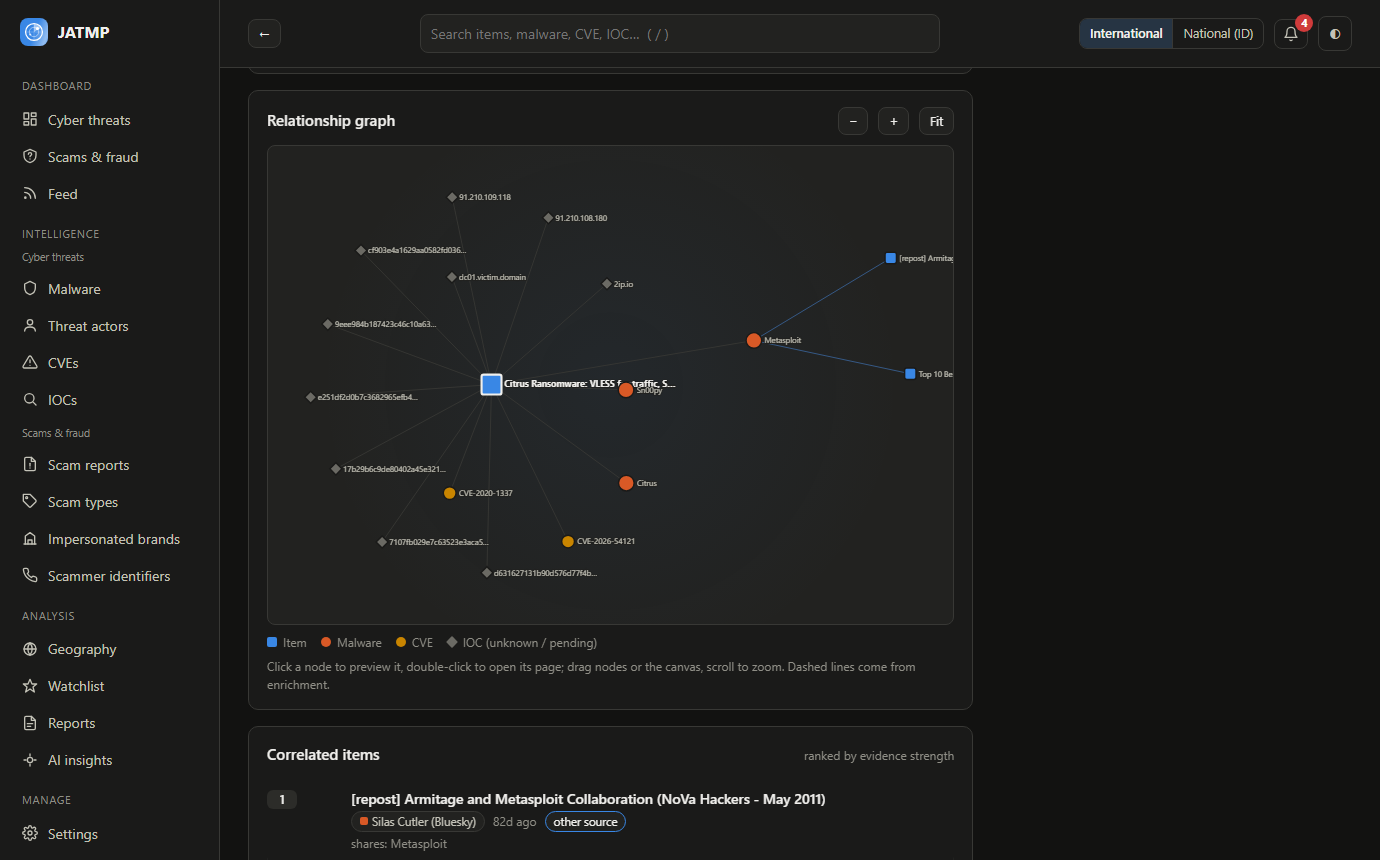 JATMP
←
Search items, malware, CVE, IOC... ( / )
International
National (ID)
4
DASHBOARD
Cyber threats
Scams & fraud
Feed
INTELLIGENCE
Cyber threats
Malware
Threat actors
CVEs
IOCs
Scams & fraud
Scam reports
Scam types
Impersonated brands
Scammer identifiers
ANALYSIS
Geography
Watchlist
Reports
AI insights
MANAGE
Settings
Relationship graph
−
+
Fit
91.210.109.118
91.210.108.180
cf903e4a1629aa0582fd036...
[repost] Armitag
dc01.victim.domain
2ip.io
9eee984b187423c46c10a63...
Metasploit
Top 10 Be
Citrus Ransomware: VLESS f
traffic, S...
Sn00py
e251df2d0b7c3682965efb4...
17b29b6c9de80402a45e321...
Citrus
CVE-2020-1337
7107fb029e7c63523e3aca5...
CVE-2026-54121
d631627131b90d576d77f4b...
Item
Malware
CVE
IOC (unknown / pending)
Click a node to preview it, double-click to open its page; drag nodes or the canvas, scroll to zoom. Dashed lines come from
enrichment.
Correlated items
ranked by evidence strength
1
[repost] Armitage and Metasploit Collaboration (NoVa Hackers - May 2011)
Silas Cutler (Bluesky)
82d ago
other source
shares: Metasploit